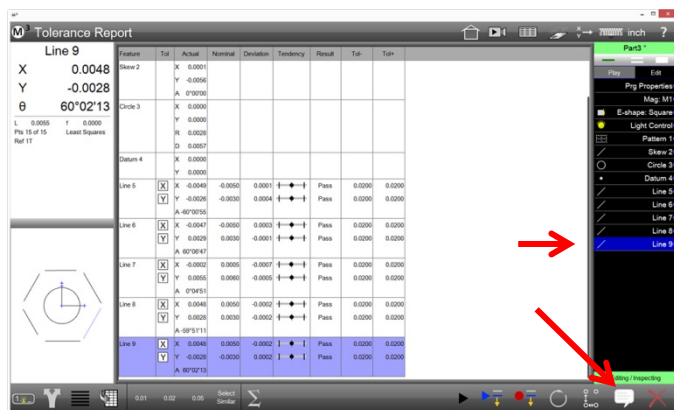 M³ Tolerance Report
inch ?
Line 9
X 0.0048
Y -0.0028
θ 60°02'13
L 0.0055 f 0.0000
Pts 15 of 15 Least Squares
Ref 1T
Feature Tol Actual Nominal Deviation Tendency Result Tol- Tol+
Skew 2 X 0.0001
Y -0.0056
A 0°00'00
Circle 3 X 0.0000
Y 0.0000
R 0.0028
D 0.0057
Datum 4 X 0.0000
Y 0.0000
Line 5 X X -0.0049 -0.0050 0.0001 Pass 0.0200 0.0200
Y Y -0.0026 -0.0030 0.0004 Pass 0.0200 0.0200
A -60°00'55
Line 6 X X -0.0047 -0.0050 0.0003 Pass 0.0200 0.0200
Y Y 0.0029 0.0030 -0.0001 Pass 0.0200 0.0200
A 60°06'47
Line 7 X X -0.0002 0.0005 -0.0007 Pass 0.0200 0.0200
Y Y 0.0055 0.0060 -0.0005 Pass 0.0200 0.0200
A 0°04'51
Line 8 X X 0.0048 0.0050 -0.0002 Pass 0.0200 0.0200
Y Y 0.0028 0.0030 -0.0002 Pass 0.0200 0.0200
A -59°51'11
Line 9 X X 0.0048 0.0050 -0.0002 Pass 0.0200 0.0200
Y Y -0.0028 -0.0030 0.0002 Pass 0.0200 0.0200
A 60°02'13
Part3 *
Play Edit
Prg Properties
Mag: M1
E-shape: Square
Light Control
Pattern 1
Skew 2
Circle 3
Datum 4
Line 5
Line 6
Line 7
Line 8
Line 9
Editing / Inspecting
0.01 0.02 0.05 Select Similar Σ